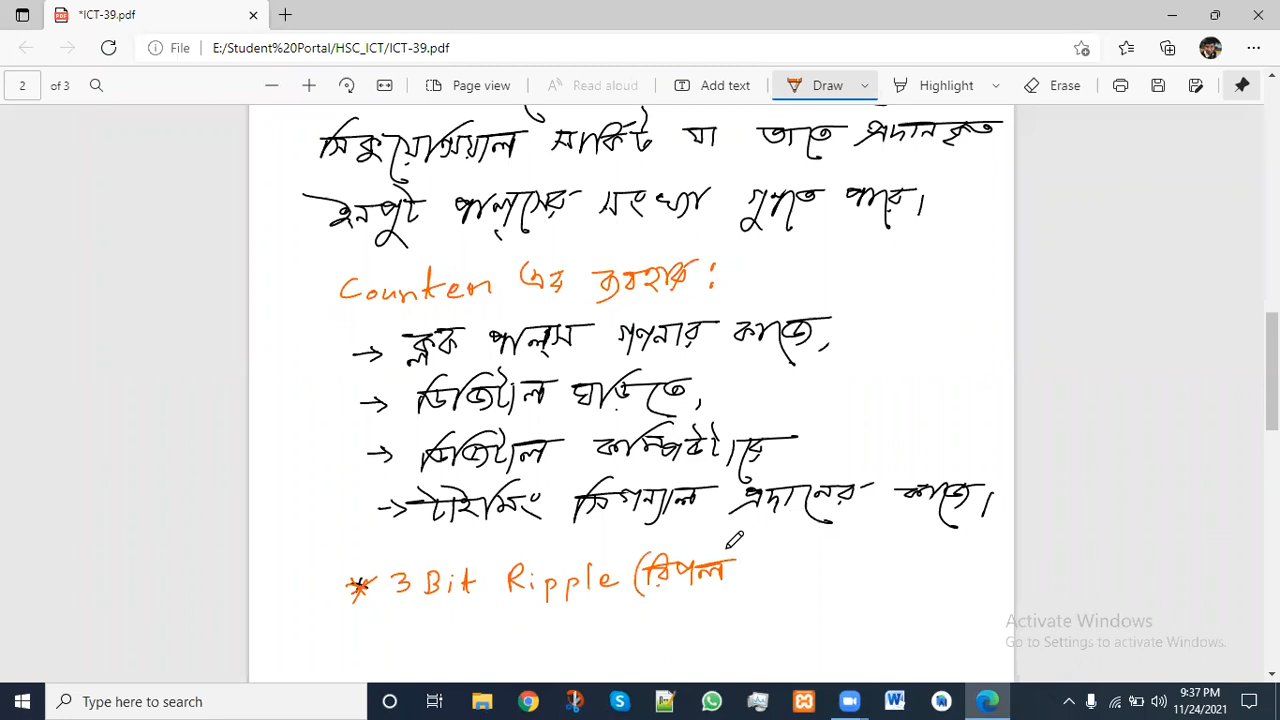 *ICT-39.pdf
File E:/Student%20Portal/HSC_ICT/ICT-39.pdf
2 of 3 Page view Read aloud Add text Draw Highlight Erase
সিকুয়েন্সিয়াল সার্কিট যা তাতে প্রদানকৃত
ইনপুট পাল্সের সংখ্যা গুণতে পারে।
Counter এর ব্যবহার :
→ ক্লক পাল্স গণনার কাজে,
→ ডিজিটাল ঘড়িতে,
→ ডিজিটাল কম্পিউটারে
→ টাইমিং সিগন্যাল প্রদানের কাজে।
* 3 Bit Ripple (রিপল
Activate Windows
Go to Settings to activate Windows.
Type here to search
9:37 PM
11/24/2021